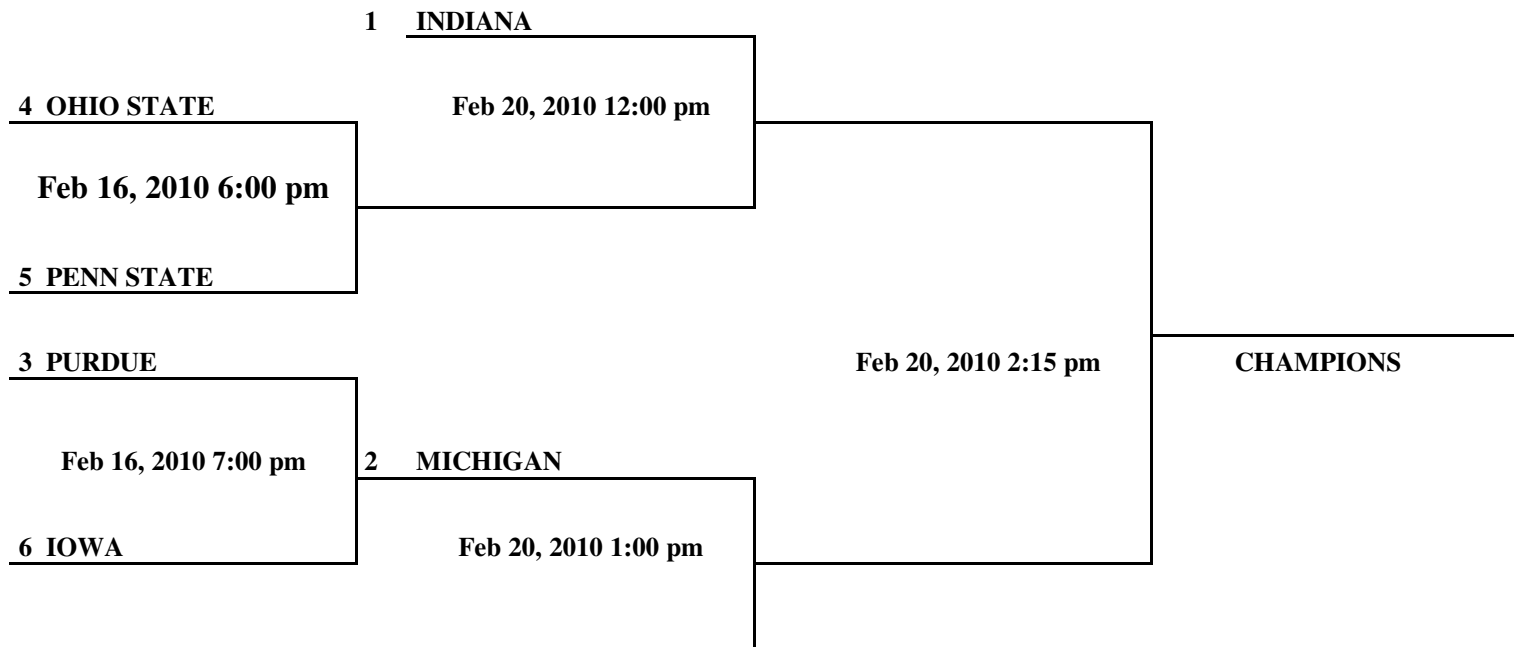 1 INDIANA
4 OHIO STATE
Feb 20, 2010 12:00 pm
Feb 16, 2010 6:00 pm
5 PENN STATE
3 PURDUE
Feb 20, 2010 2:15 pm
CHAMPIONS
Feb 16, 2010 7:00 pm
2 MICHIGAN
6 IOWA
Feb 20, 2010 1:00 pm